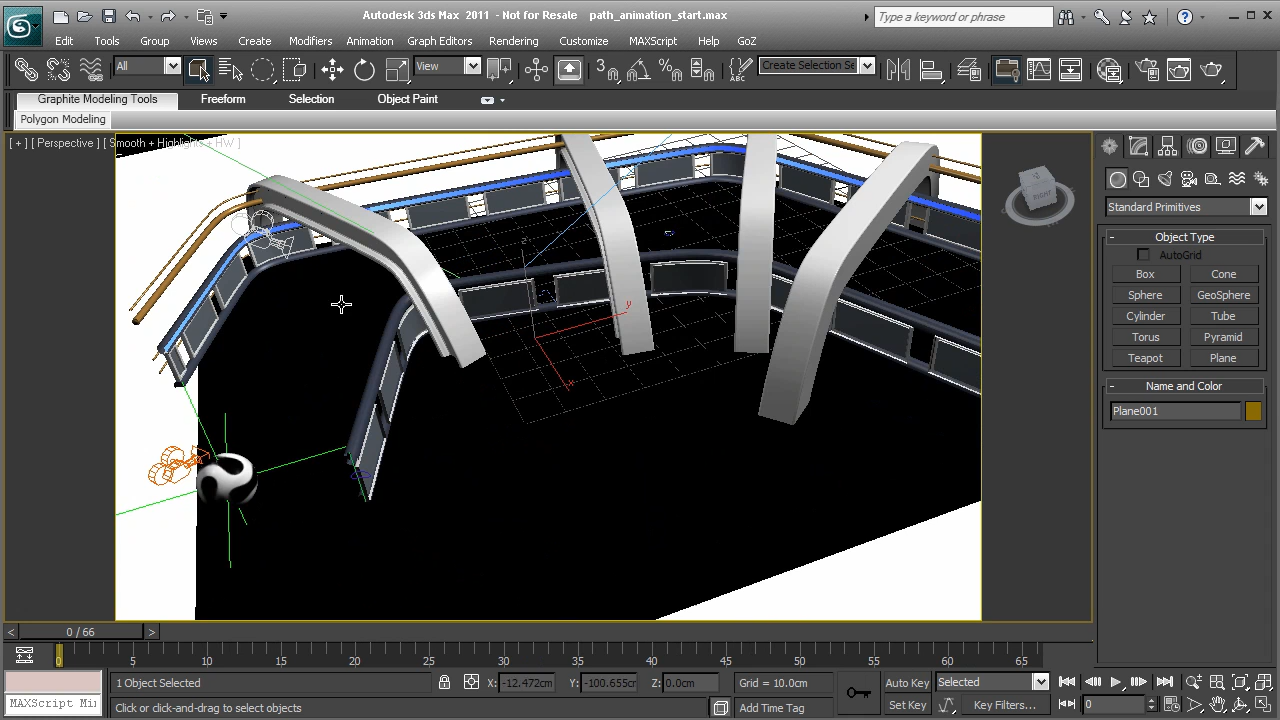 Autodesk 3ds Max 2011 - Not for Resale path_animation_start.max
Type a keyword or phrase
Edit Tools Group Views Create Modifiers Animation Graph Editors Rendering Customize MAXScript Help GoZ
All View Create Selection Se
Graphite Modeling Tools Freeform Selection Object Paint
Polygon Modeling
[ + ] [ Perspective ] [ Smooth + Highlights + HW ]
RIGHT
Standard Primitives
- Object Type
AutoGrid
Box Cone
Sphere GeoSphere
Cylinder Tube
Torus Pyramid
Teapot Plane
- Name and Color
Plane001
z
y
x
< 0 / 66 >
0 5 10 15 20 25 30 35 40 45 50 55 60 65
1 Object Selected X: -12.472cm Y: -100.655cm Z: 0.0cm Grid = 10.0cm Auto Key Selected
MAXScript Mi Click or click-and-drag to select objects Add Time Tag Set Key Key Filters... 0